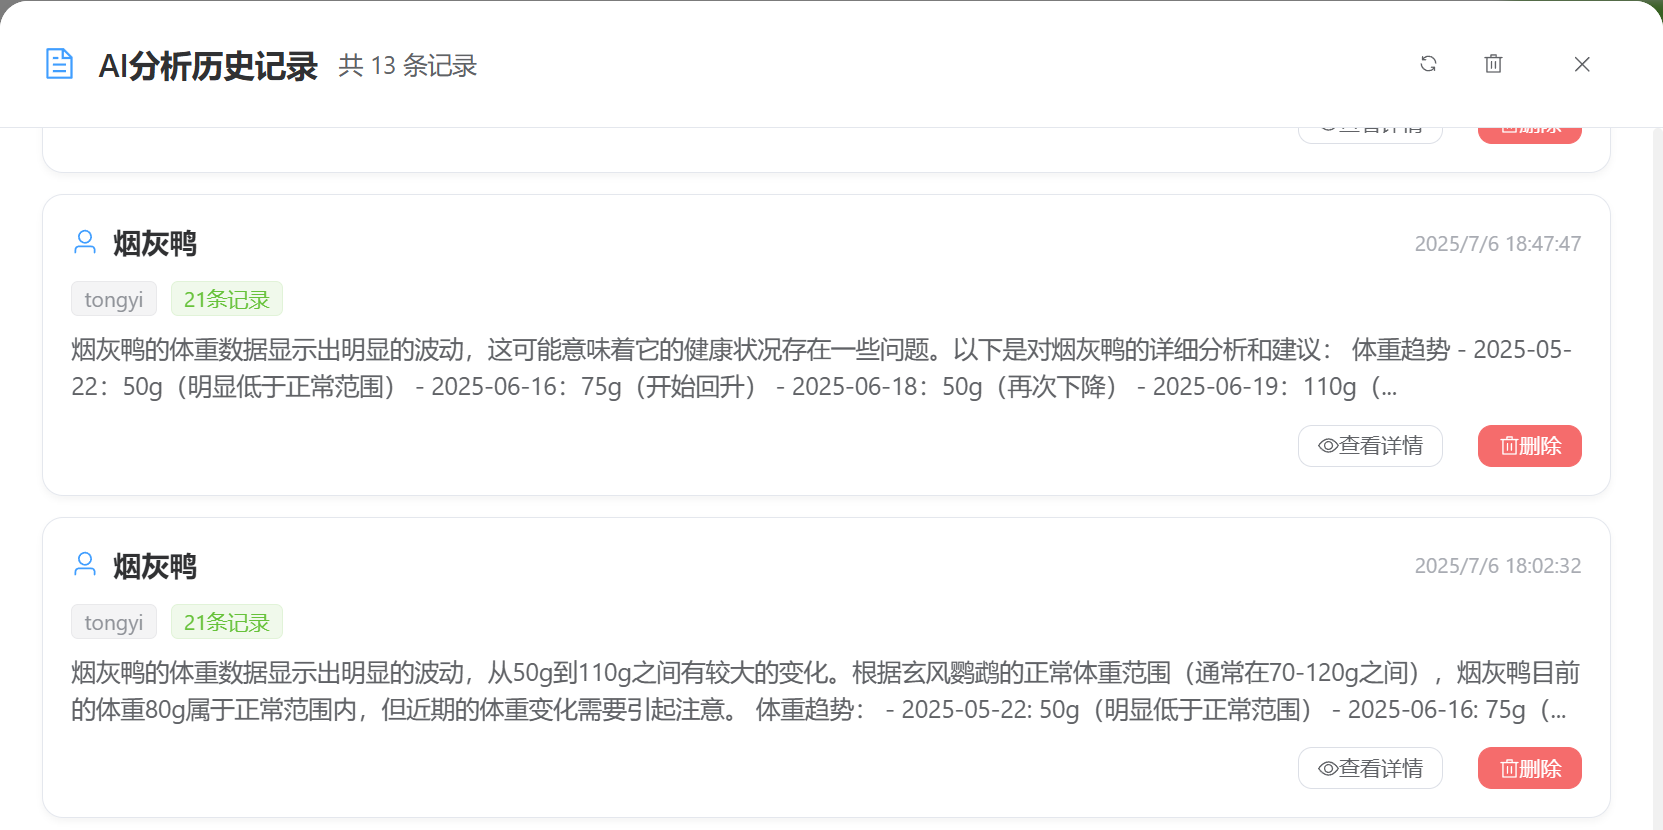 AI分析历史记录 共 13 条记录
查看详情 删除
烟灰鸭 2025/7/6 18:47:47
tongyi 21条记录
烟灰鸭的体重数据显示出明显的波动，这可能意味着它的健康状况存在一些问题。以下是对烟灰鸭的详细分析和建议： 体重趋势 - 2025-05-
22：50g（明显低于正常范围） - 2025-06-16：75g（开始回升） - 2025-06-18：50g（再次下降） - 2025-06-19：110g（...
查看详情 删除
烟灰鸭 2025/7/6 18:02:32
tongyi 21条记录
烟灰鸭的体重数据显示出明显的波动，从50g到110g之间有较大的变化。根据玄风鹦鹉的正常体重范围（通常在70-120g之间），烟灰鸭目前
的体重80g属于正常范围内，但近期的体重变化需要引起注意。 体重趋势： - 2025-05-22: 50g（明显低于正常范围） - 2025-06-16: 75g（...
查看详情 删除